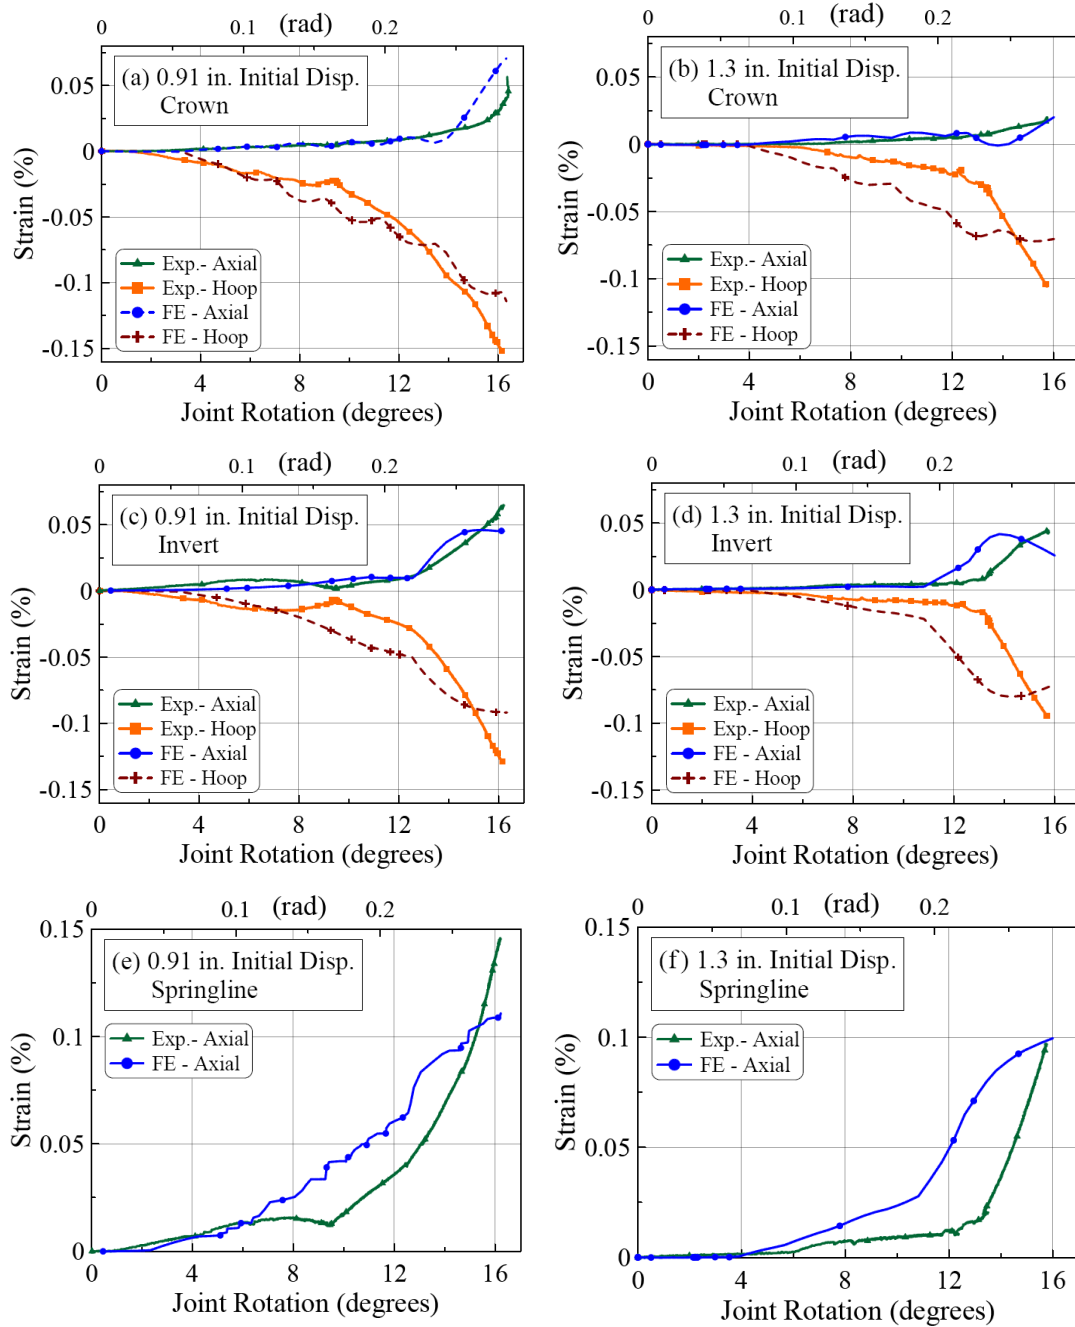 0 0.1 (rad) 0.2
(a) 0.91 in. Initial Disp.
Crown
0.05
0
-0.05
-0.1
-0.15
Strain (%)
Exp.- Axial
Exp.- Hoop
FE - Axial
FE - Hoop
0 4 8 12 16
Joint Rotation (degrees)
0 0.1 (rad) 0.2
(b) 1.3 in. Initial Disp.
Crown
0.05
0
-0.05
-0.1
-0.15
Strain (%)
Exp.- Axial
Exp.- Hoop
FE - Axial
FE - Hoop
0 4 8 12 16
Joint Rotation (degrees)
0 0.1 (rad) 0.2
(c) 0.91 in. Initial Disp.
Invert
0.05
0
-0.05
-0.1
-0.15
Strain (%)
Exp.- Axial
Exp.- Hoop
FE - Axial
FE - Hoop
0 4 8 12 16
Joint Rotation (degrees)
0 0.1 (rad) 0.2
(d) 1.3 in. Initial Disp.
Invert
0.05
0
-0.05
-0.1
-0.15
Strain (%)
Exp.- Axial
Exp.- Hoop
FE - Axial
FE - Hoop
0 4 8 12 16
Joint Rotation (degrees)
0 0.1 (rad) 0.2
0.15
(e) 0.91 in. Initial Disp.
Springline
0.1
0.05
0
Strain (%)
Exp.- Axial
FE - Axial
0 4 8 12 16
Joint Rotation (degrees)
0 0.1 (rad) 0.2
0.15
(f) 1.3 in. Initial Disp.
Springline
0.1
0.05
0
Strain (%)
Exp.- Axial
FE - Axial
0 4 8 12 16
Joint Rotation (degrees)